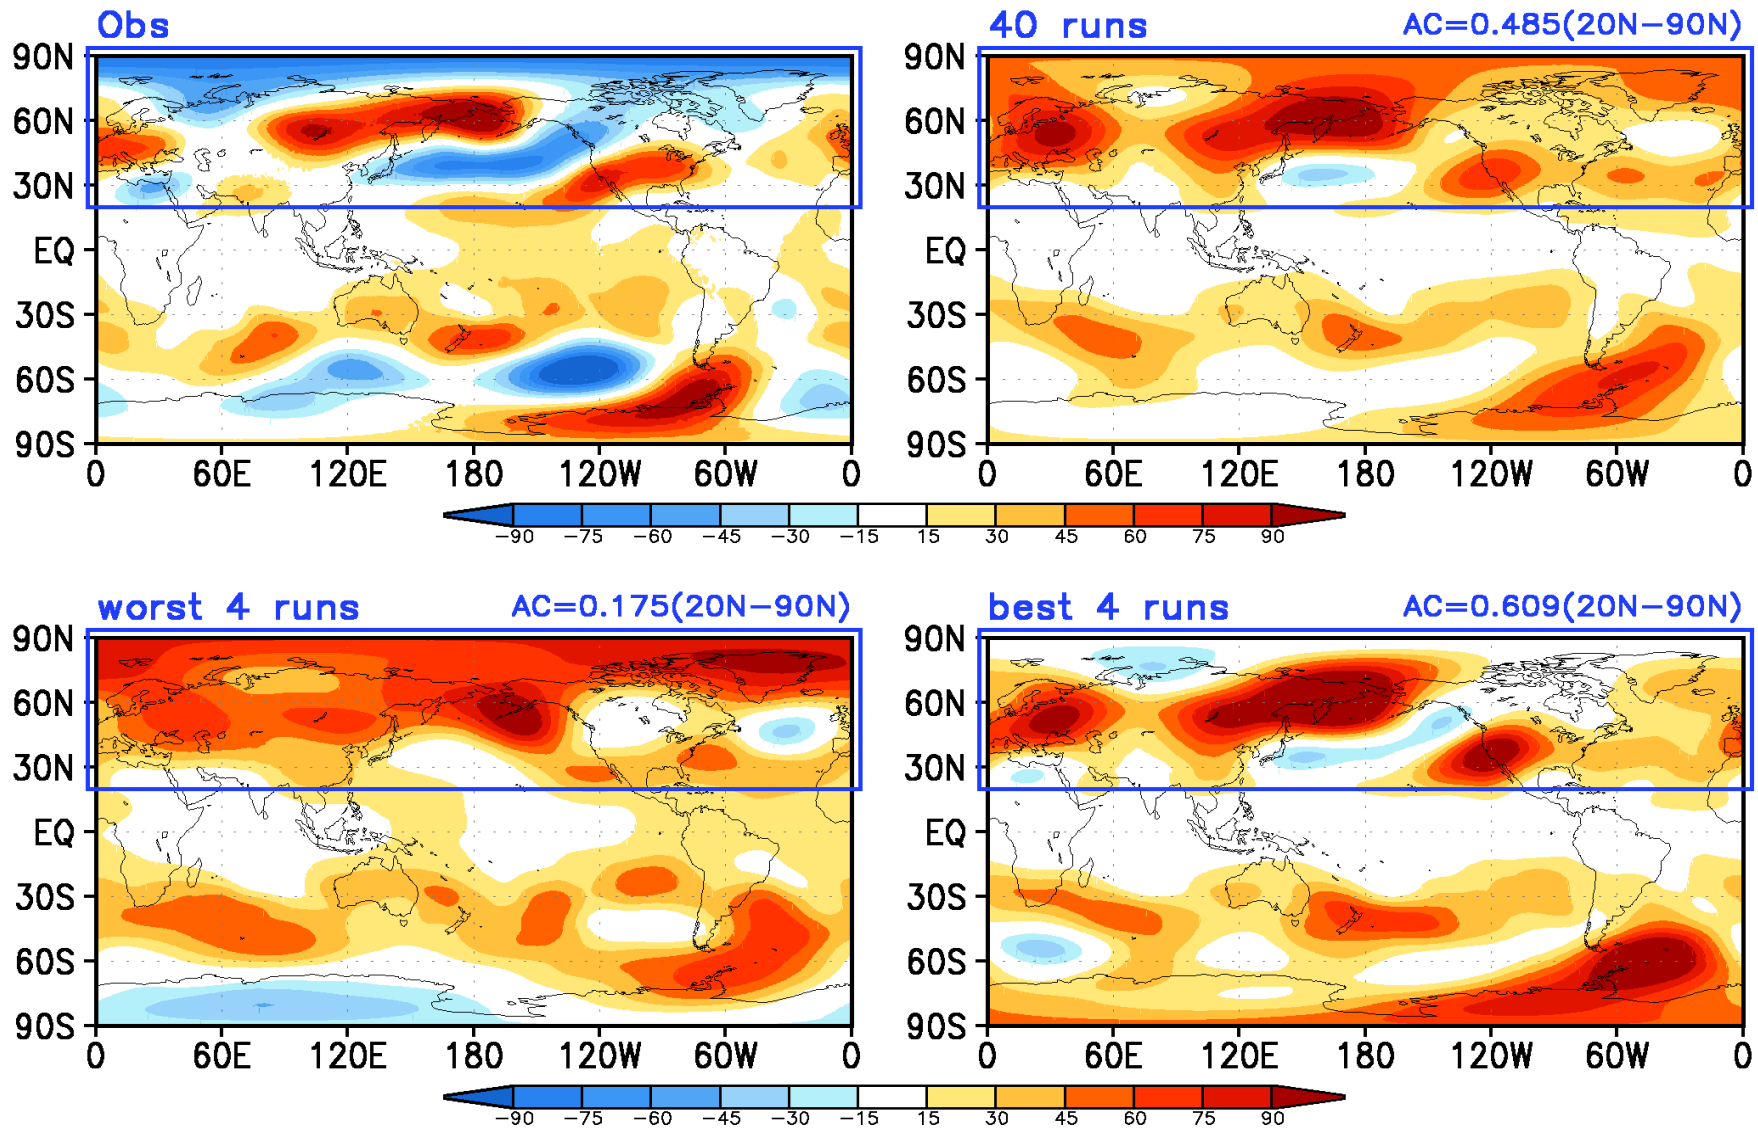 Obs
40 runs AC=0.485(20N−90N)
90N 90N
60N 60N
30N 30N
EQ EQ
30S 30S
60S 60S
90S 90S
0 60E 120E 180 120W 60W 0 0 60E 120E 180 120W 60W 0
−90 −75 −60 −45 −30 −15 15 30 45 60 75 90
worst 4 runs AC=0.175(20N−90N) best 4 runs AC=0.609(20N−90N)
90N 90N
60N 60N
30N 30N
EQ EQ
30S 30S
60S 60S
90S 90S
0 60E 120E 180 120W 60W 0 0 60E 120E 180 120W 60W 0
−90 −75 −60 −45 −30 −15 15 30 45 60 75 90